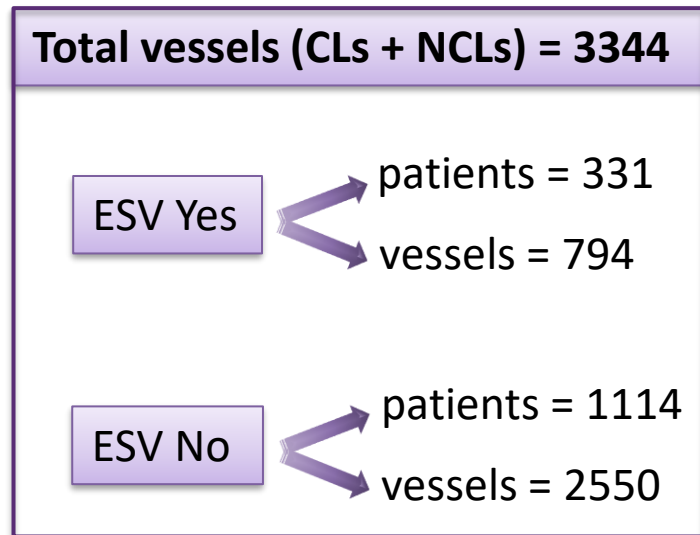 Total vessels (CLs + NCLs) = 3344
patients = 331
ESV Yes
vessels = 794
patients = 1114
ESV No
vessels = 2550